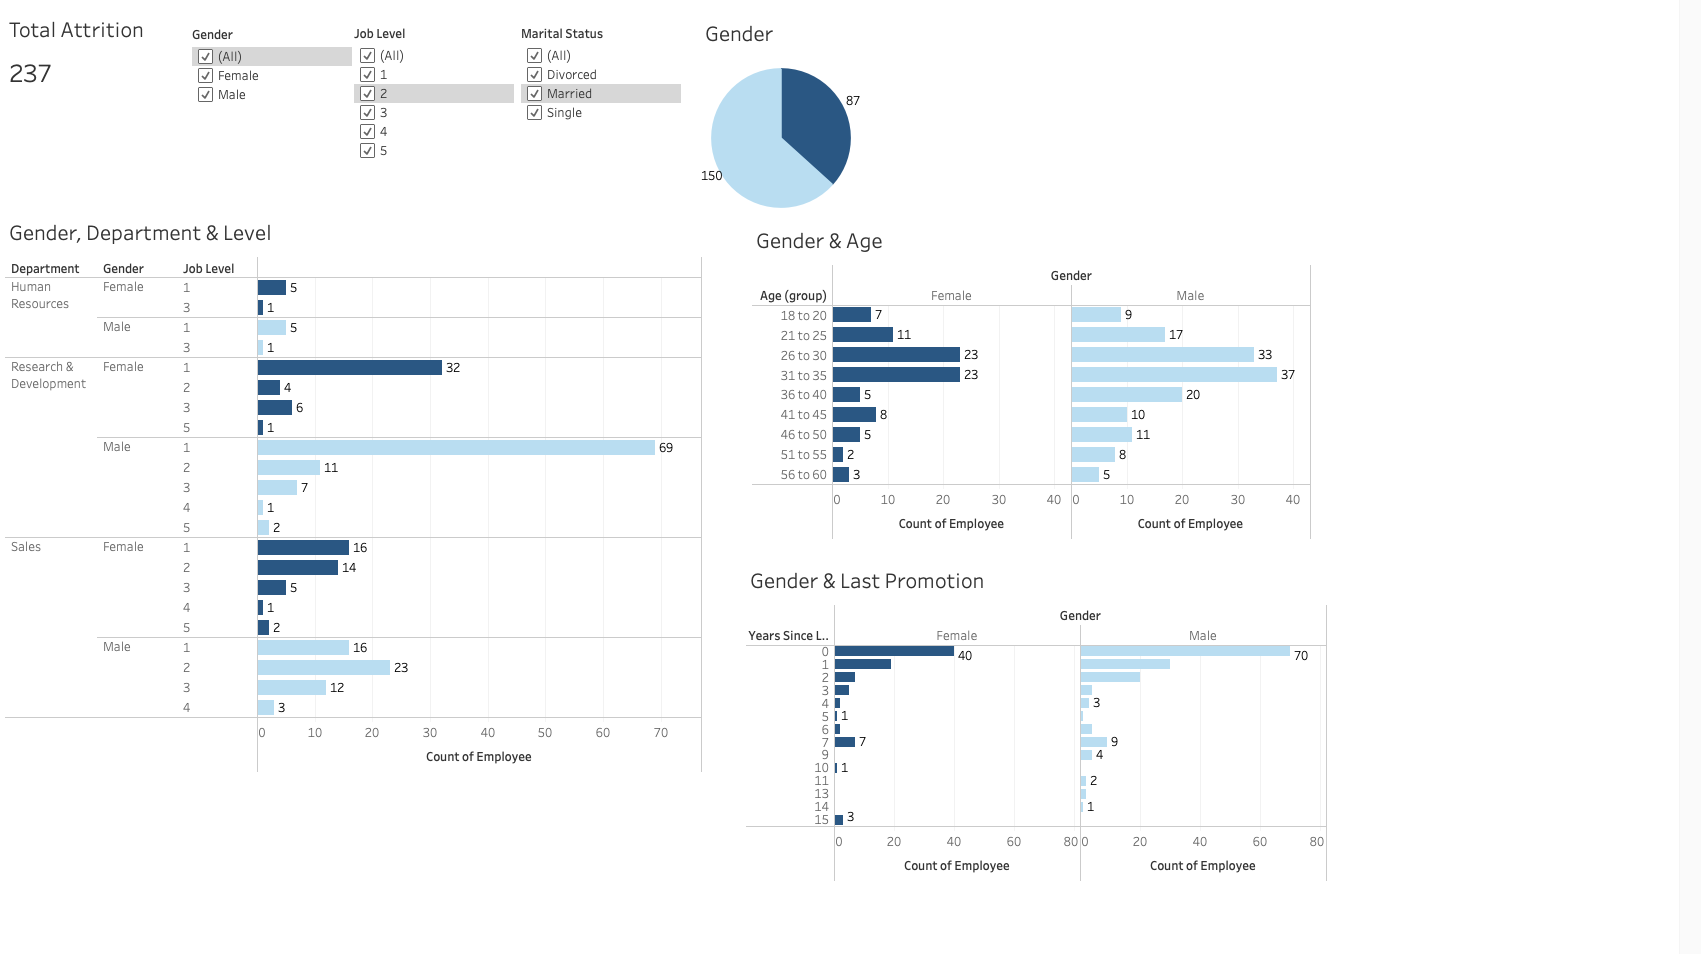 Total Attrition
237
Gender
(All)
Female
Male
Job Level
(All)
1
2
3
4
5
Marital Status
(All)
Divorced
Married
Single
Gender
87
150
Gender, Department & Level
Department Gender Job Level
Human Resources Female 1 5
3 1
Male 1 5
3 1
Research & Development Female 1 32
2 4
3 6
5 1
Male 1 69
2 11
3 7
4 1
5 2
Sales Female 1 16
2 14
3 5
4 1
5 2
Male 1 16
2 23
3 12
4 3
0 10 20 30 40 50 60 70
Count of Employee
Gender & Age
Gender
Age (group) Female Male
18 to 20 7 9
21 to 25 11 17
26 to 30 23 33
31 to 35 23 37
36 to 40 5 20
41 to 45 8 10
46 to 50 5 11
51 to 55 2 8
56 to 60 3 5
0 10 20 30 40 0 10 20 30 40
Count of Employee Count of Employee
Gender & Last Promotion
Gender
Years Since L.. Female Male
0 40 70
1
2
3
4 3
5 1
6
7 7 9
9 4
10 1
11 2
13
14 1
15 3
0 20 40 60 80 0 20 40 60 80
Count of Employee Count of Employee